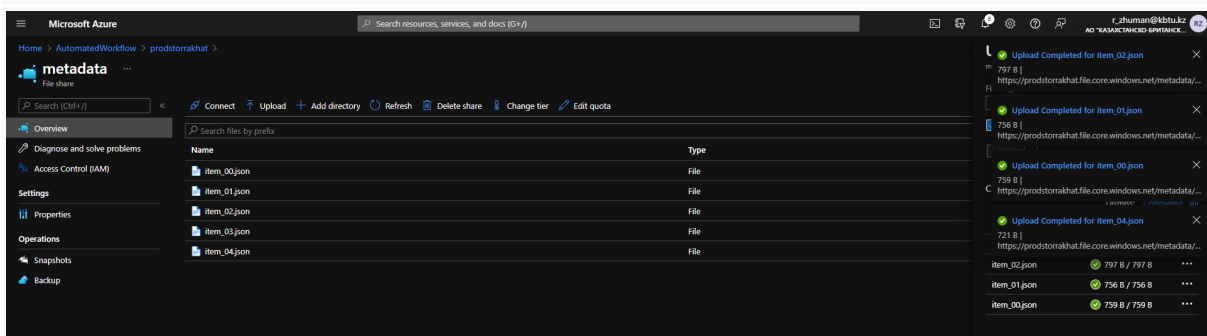 Microsoft Azure
Search resources, services, and docs (G+/)
6
r_zhuman@kbtu.kz
АО "КАЗАХСТАНСКО-БРИТАНСК...
RZ
Home > AutomatedWorkflow > prodstorrakhat >
metadata ...
File share
Search (Ctrl+/)
«
Overview
Diagnose and solve problems
Access Control (IAM)
Settings
Properties
Operations
Snapshots
Backup
Connect Upload Add directory Refresh Delete share Change tier Edit quota
Search files by prefix
Name Type
item_00.json File
item_01.json File
item_02.json File
item_03.json File
item_04.json File
Upload Completed for item_02.json
797 B |
https://prodstorrakhat.file.core.windows.net/metadata/...
Upload Completed for item_01.json
756 B |
https://prodstorrakhat.file.core.windows.net/metadata/...
Upload Completed for item_00.json
759 B |
https://prodstorrakhat.file.core.windows.net/metadata/...
Upload Completed for item_04.json
721 B |
https://prodstorrakhat.file.core.windows.net/metadata/...
item_02.json 797 B / 797 B ...
item_01.json 756 B / 756 B ...
item_00.json 759 B / 759 B ...